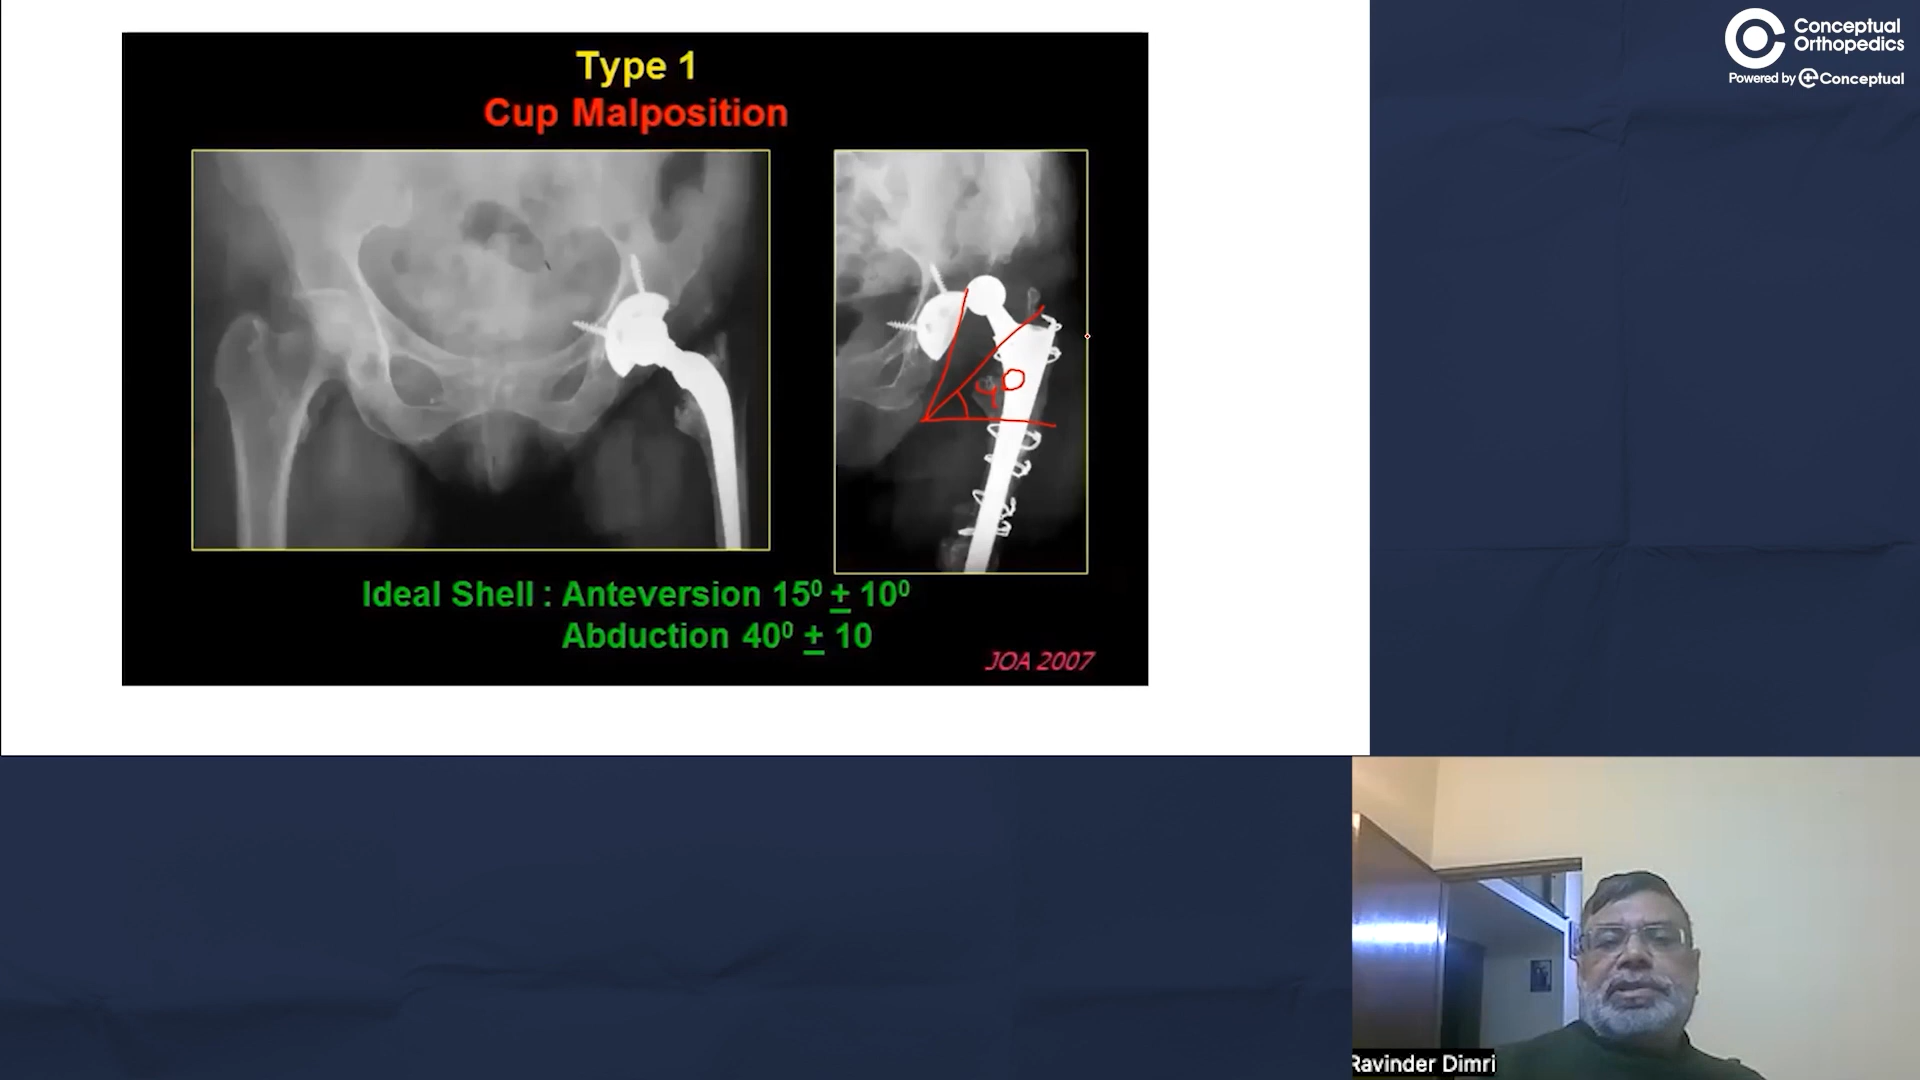 Type 1
Cup Malposition
40
Ideal Shell : Anteversion 15⁰ ± 10⁰
Abduction 40⁰ ± 10
JOA 2007
Conceptual
Orthopedics
Powered by Conceptual
Ravinder Dimri